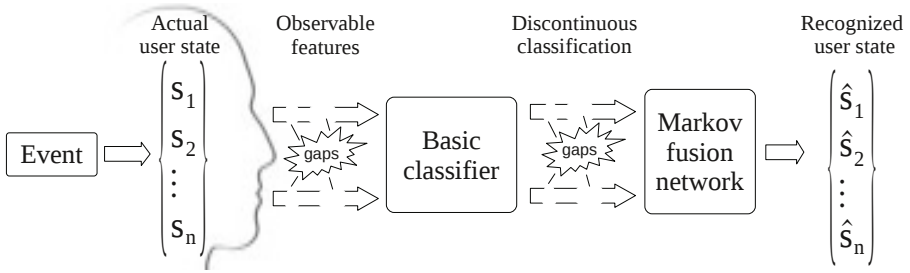 Actual
user state
Observable
features
Discontinuous
classification
Recognized
user state
Event
s1
s2
⋮
sn
gaps
Basic
classifier
gaps
Markov
fusion
network
ŝ1
ŝ2
⋮
ŝn